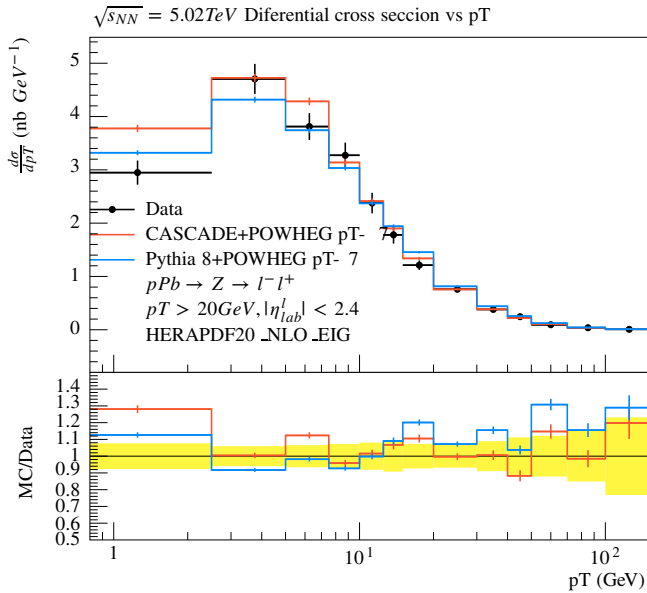 √s_NN = 5.02TeV Diferential cross seccion vs pT
dσ/dpT (nb GeV⁻¹)
5
4
3
2
1
0
Data
CASCADE+POWHEG pT- 7
Pythia 8+POWHEG pT- 7
pPb → Z → l⁻l⁺
pT > 20GeV, |η^l_lab| < 2.4
HERAPDF20_NLO_EIG
MC/Data
1.4
1.3
1.2
1.1
1
0.9
0.8
0.7
0.6
0.5
1
10¹
10²
pT (GeV)